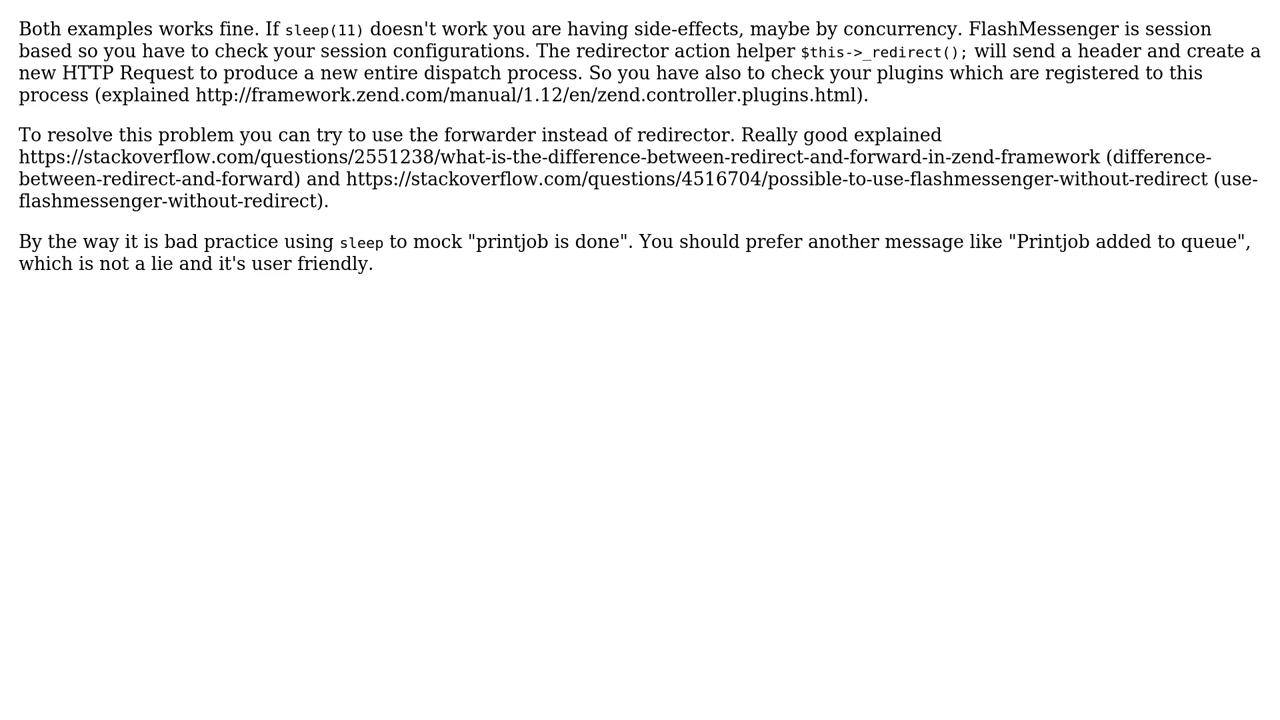 Both examples works fine. If sleep(11) doesn't work you are having side-effects, maybe by concurrency. FlashMessenger is session
based so you have to check your session configurations. The redirector action helper $this->_redirect(); will send a header and create a
new HTTP Request to produce a new entire dispatch process. So you have also to check your plugins which are registered to this
process (explained http://framework.zend.com/manual/1.12/en/zend.controller.plugins.html).
To resolve this problem you can try to use the forwarder instead of redirector. Really good explained
https://stackoverflow.com/questions/2551238/what-is-the-difference-between-redirect-and-forward-in-zend-framework (difference-
between-redirect-and-forward) and https://stackoverflow.com/questions/4516704/possible-to-use-flashmessenger-without-redirect (use-
flashmessenger-without-redirect).
By the way it is bad practice using sleep to mock "printjob is done". You should prefer another message like "Printjob added to queue",
which is not a lie and it's user friendly.